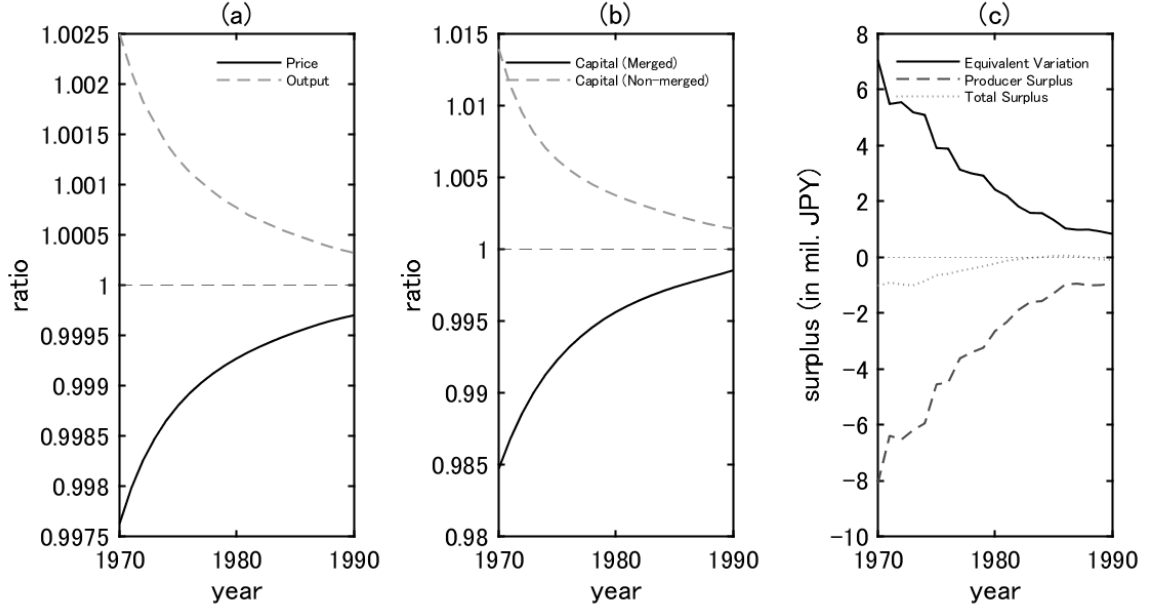 (a)
1.0025
1.002
1.0015
1.001
1.0005
1
0.9995
0.999
0.9985
0.998
0.9975
ratio
Price
Output
1970
1980
1990
year
(b)
1.015
1.01
1.005
1
0.995
0.99
0.985
0.98
ratio
Capital (Merged)
Capital (Non-merged)
1970
1980
1990
year
(c)
8
6
4
2
0
-2
-4
-6
-8
-10
surplus (in mil. JPY)
Equivalent Variation
Producer Surplus
Total Surplus
1970
1980
1990
year